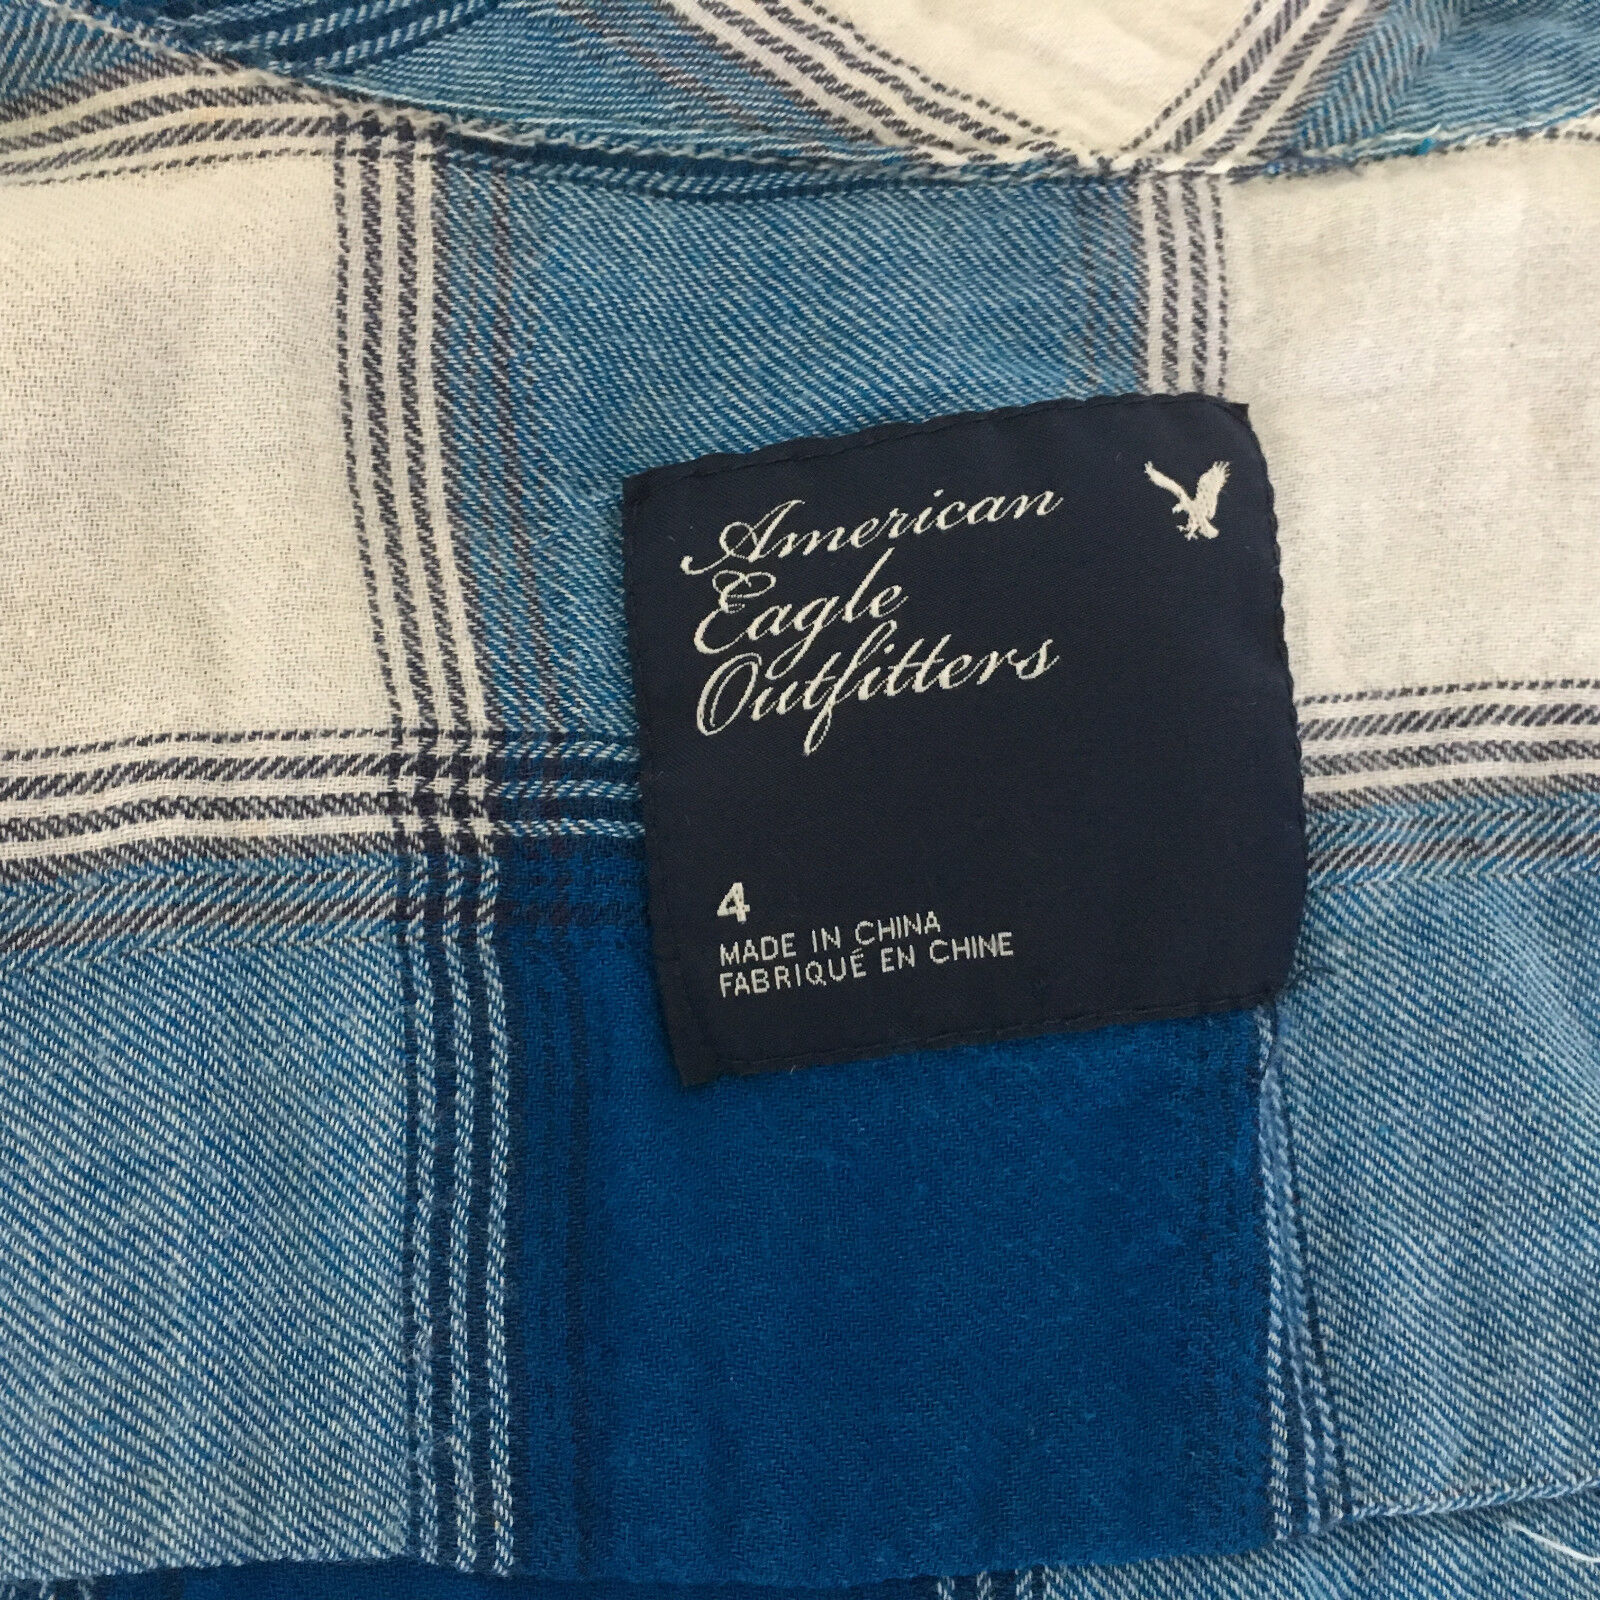 American
Eagle
Outfitters
4
MADE IN CHINA
FABRIQUÉ EN CHINE